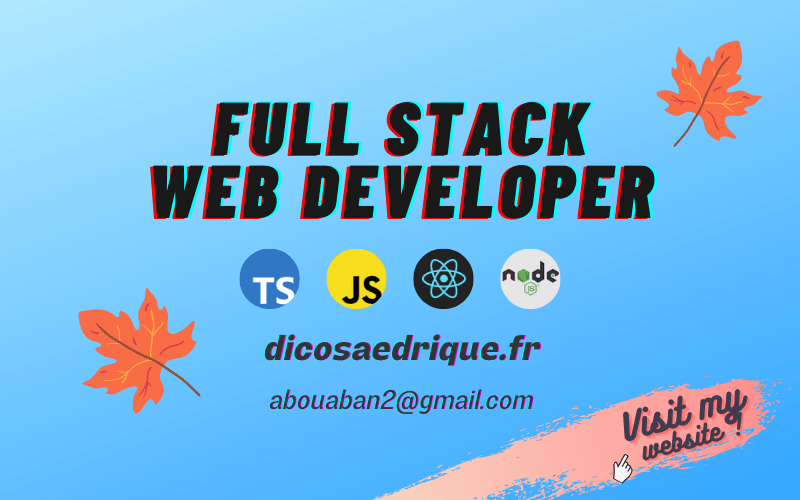 FULL STACK
WEB DEVELOPER
TS JS node
JS
dicosaedrique.fr
abouaban2@gmail.com
Visit my
website !